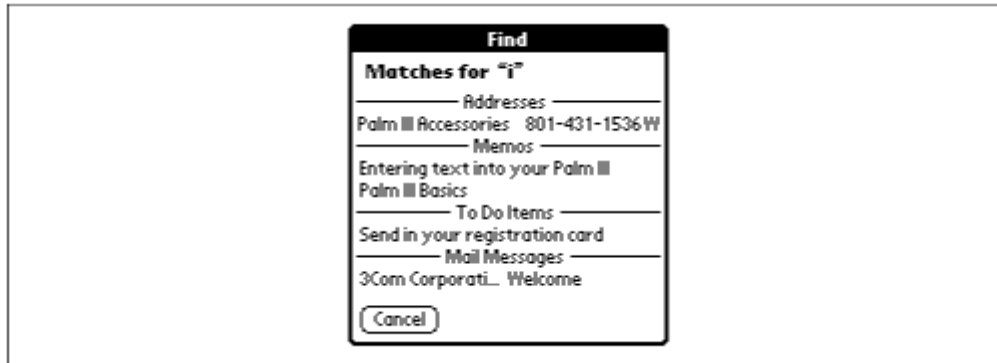 Find
Matches for "i"
Addresses
Palm III Accessories 801-431-1536 W
Memos
Entering text into your Palm III
Palm III Basics
To Do Items
Send in your registration card
Mail Messages
3Com Corporati... Welcome
Cancel